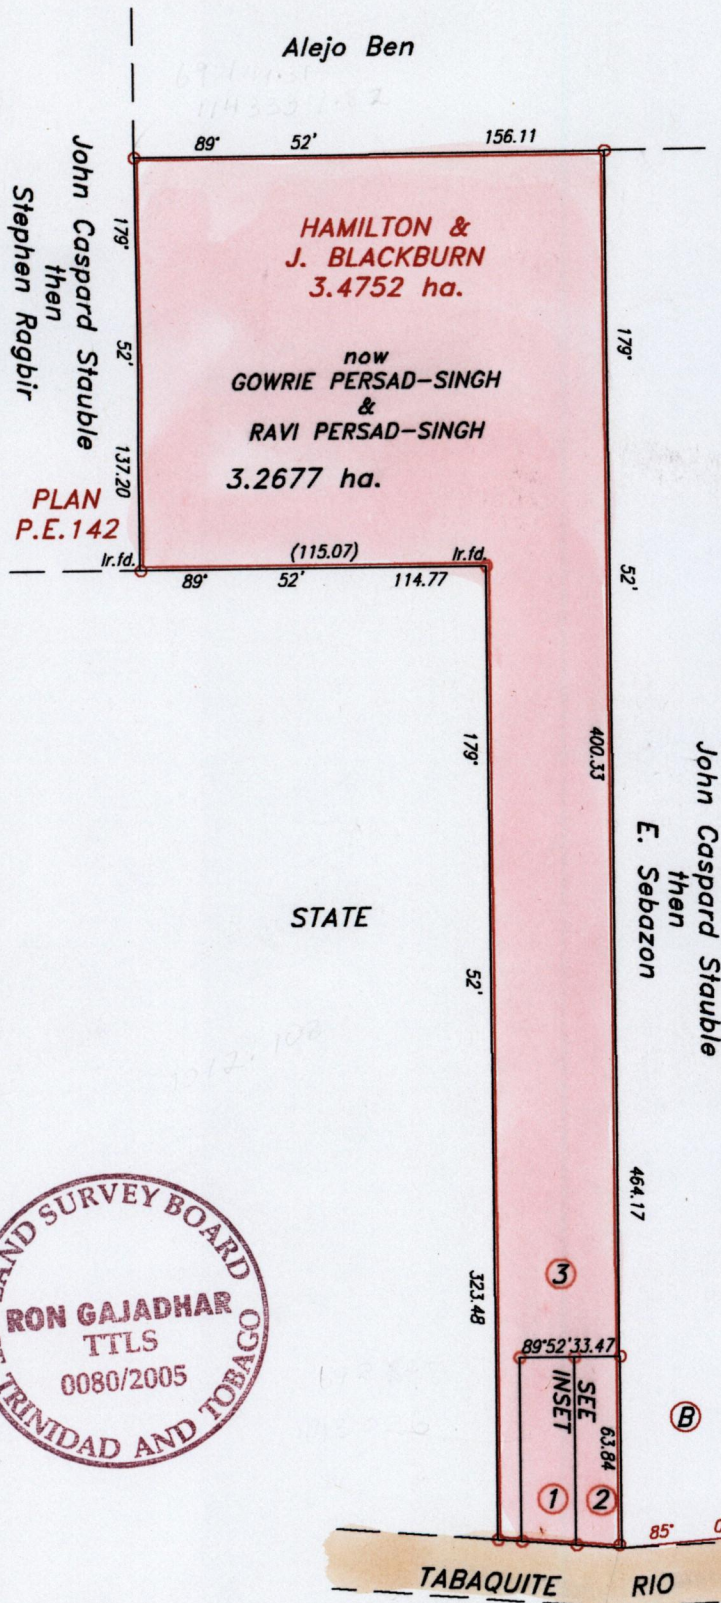 Alejo Ben
89° 52' 156.11
John Caspard Stauble
then
Stephen Ragbir
179° 52' 137.20
HAMILTON &
J. BLACKBURN
3.4752 ha.
now
GOWRIE PERSAD-SINGH
&
RAVI PERSAD-SINGH
3.2677 ha.
179° 52' 464.17
400.33
PLAN
P.E.142
Ir.fd.
(115.07)
Ir.fd.
89° 52' 114.77
179° 52' 323.48
John Caspard Stauble
then
E. Sebazon
STATE
LAND SURVEY BOARD
RON GAJADHAR
TTLS
0080/2005
TRINIDAD AND TOBAGO
3
89°52'33.47
SEE
INSET
63.84
B
1
2
85°
TABAQUITE RIO